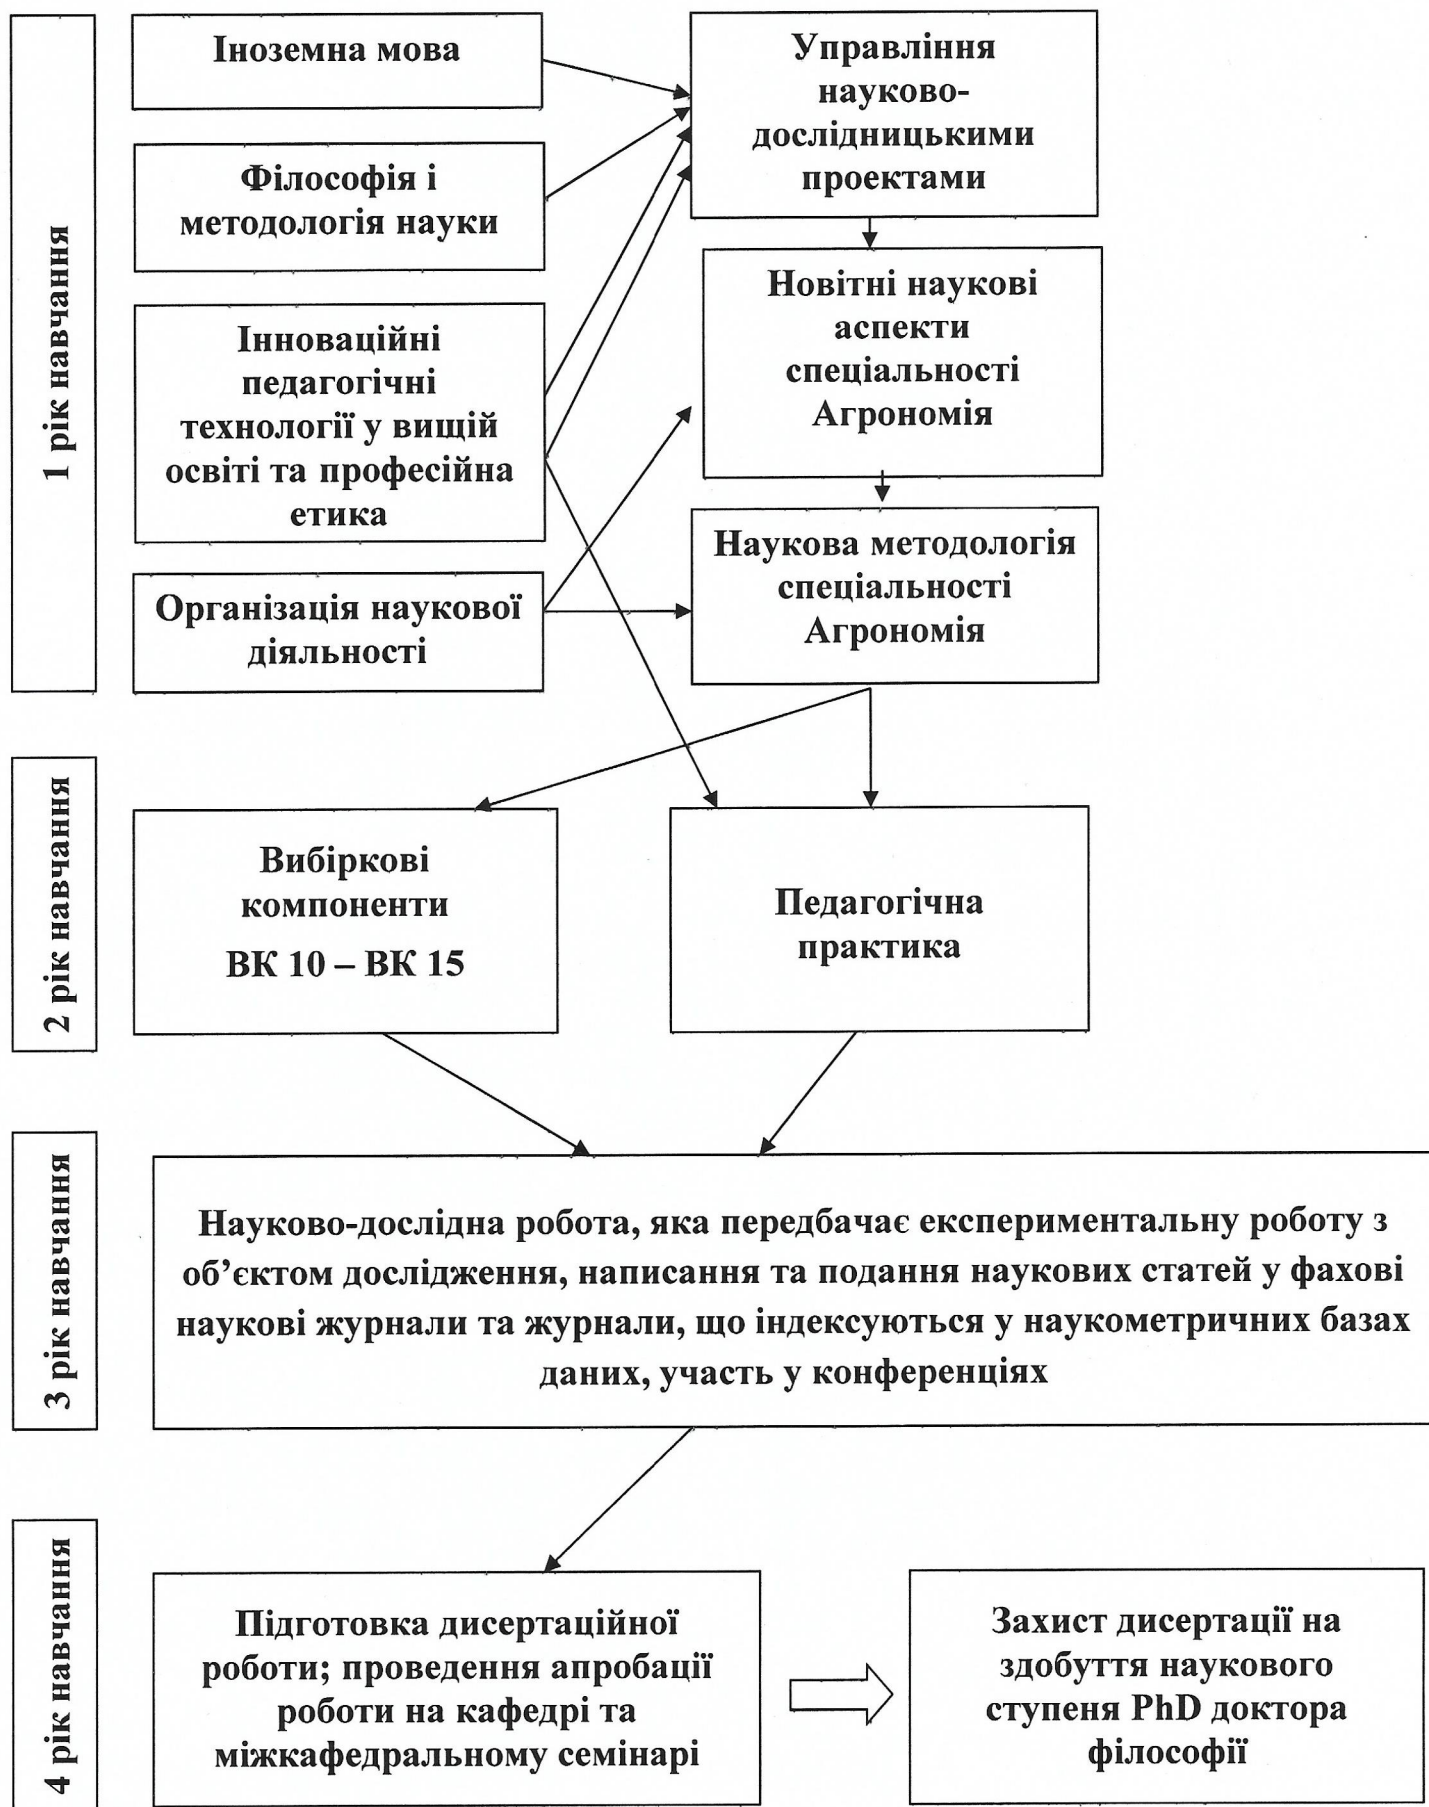 1 рік навчання
Іноземна мова
Філософія і
методологія науки
Інноваційні
педагогічні
технології у вищій
освіті та професійна
етика
Організація наукової
діяльності
Управління
науково-
дослідницькими
проектами
Новітні наукові
аспекти
спеціальності
Агрономія
Наукова методологія
спеціальності
Агрономія
2 рік навчання
Вибіркові
компоненти
ВК 10 – ВК 15
Педагогічна
практика
3 рік навчання
Науково-дослідна робота, яка передбачає експериментальну роботу з
об’єктом дослідження, написання та подання наукових статей у фахові
наукові журнали та журнали, що індексуються у наукометричних базах
даних, участь у конференціях
4 рік навчання
Підготовка дисертаційної
роботи; проведення апробації
роботи на кафедрі та
міжкафедральному семінарі
Захист дисертації на
здобуття наукового
ступеня PhD доктора
філософії